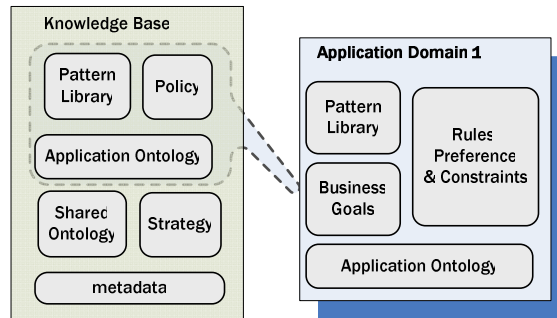 Knowledge Base
Pattern
Library
Policy
Application Ontology
Shared
Ontology
Strategy
metadata
Application Domain 1
Pattern
Library
Business
Goals
Rules
Preference
& Constraints
Application Ontology